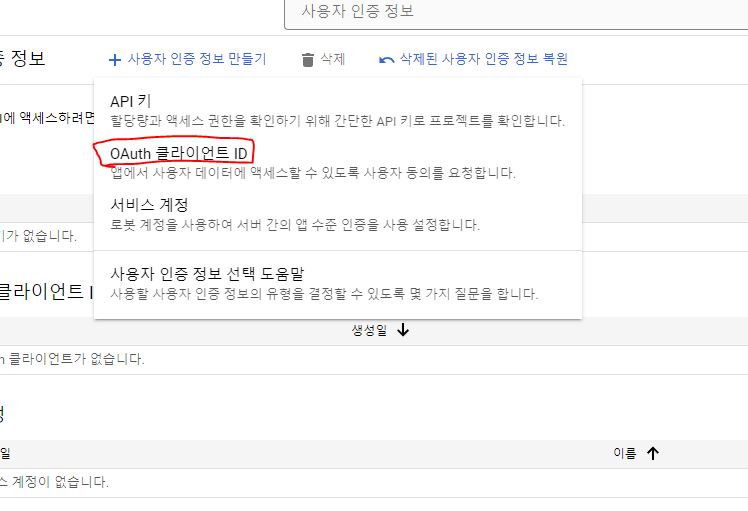 사용자 인증 정보
증 정보
사용자 인증 정보 만들기
삭제
삭제된 사용자 인증 정보 복원
API 키
I에 액세스하려면
할당량과 액세스 권한을 확인하기 위해 간단한 API 키로 프로젝트를 확인합니다.
OAuth 클라이언트 ID
앱에서 사용자 데이터에 액세스할 수 있도록 사용자 동의를 요청합니다.
서비스 계정
로봇 계정을 사용하여 서버 간의 앱 수준 인증을 사용 설정합니다.
기가 없습니다.
사용자 인증 정보 선택 도움말
클라이언트 I
사용할 사용자 인증 정보의 유형을 결정할 수 있도록 몇 가지 질문을 합니다.
생성일
h 클라이언트가 없습니다.
정
일
이름
스 계정이 없습니다.